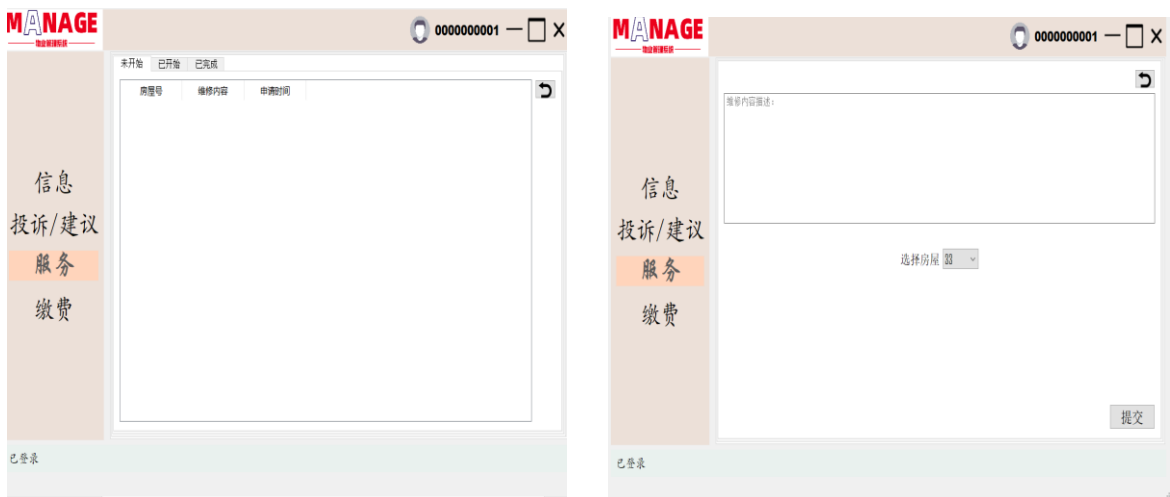 MANAGE
物业管理系统
0000000001
未开始 已开始 已完成
房屋号 维修内容 申请时间
信息
投诉/建议
服务
缴费
已登录
MANAGE
物业管理系统
0000000001
维修内容描述：
信息
投诉/建议
服务
缴费
选择房屋 33
提交
已登录